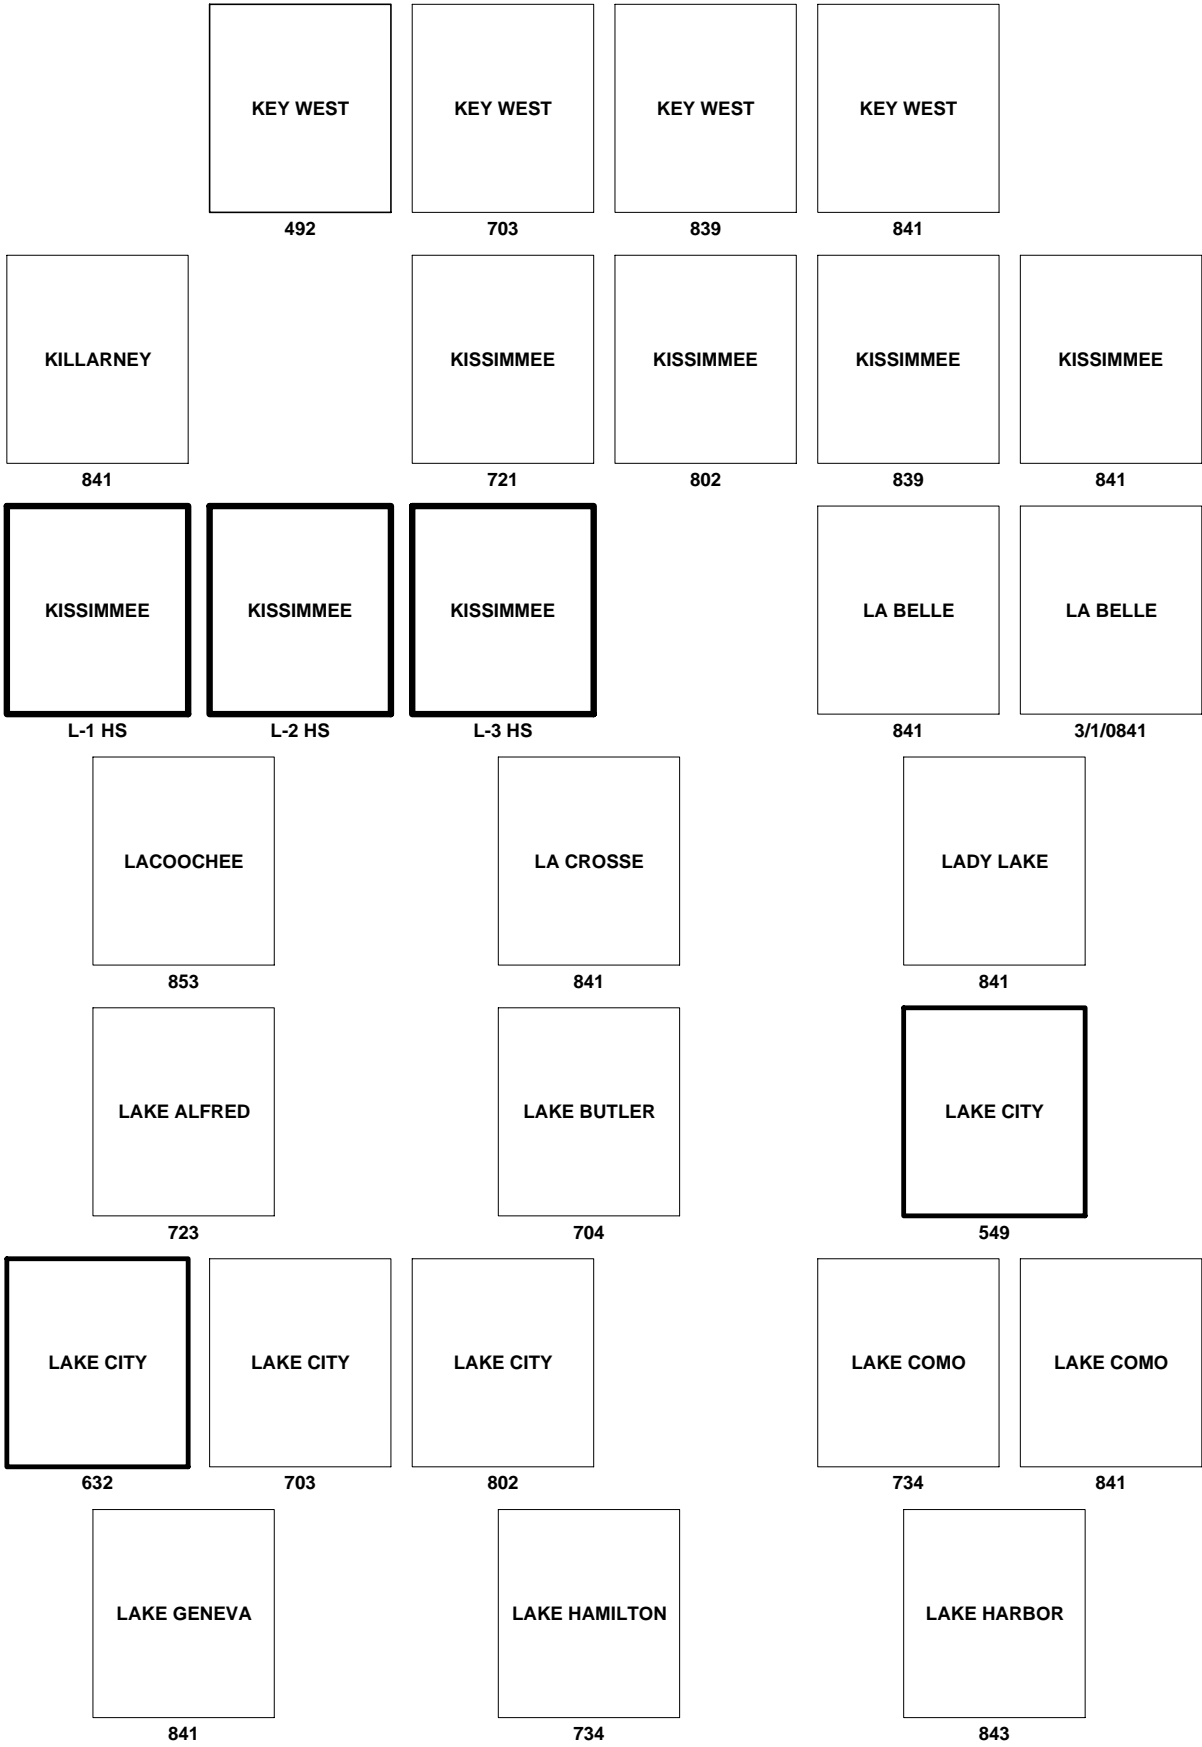 KEY WEST KEY WEST KEY WEST KEY WEST
492 703 839 841
KILLARNEY KISSIMMEE KISSIMMEE KISSIMMEE KISSIMMEE
841 721 802 839 841
KISSIMMEE KISSIMMEE KISSIMMEE LA BELLE LA BELLE
L-1 HS L-2 HS L-3 HS 841 3/1/0841
LACOOCHEE LA CROSSE LADY LAKE
853 841 841
LAKE ALFRED LAKE BUTLER LAKE CITY
723 704 549
LAKE CITY LAKE CITY LAKE CITY LAKE COMO LAKE COMO
632 703 802 734 841
LAKE GENEVA LAKE HAMILTON LAKE HARBOR
841 734 843